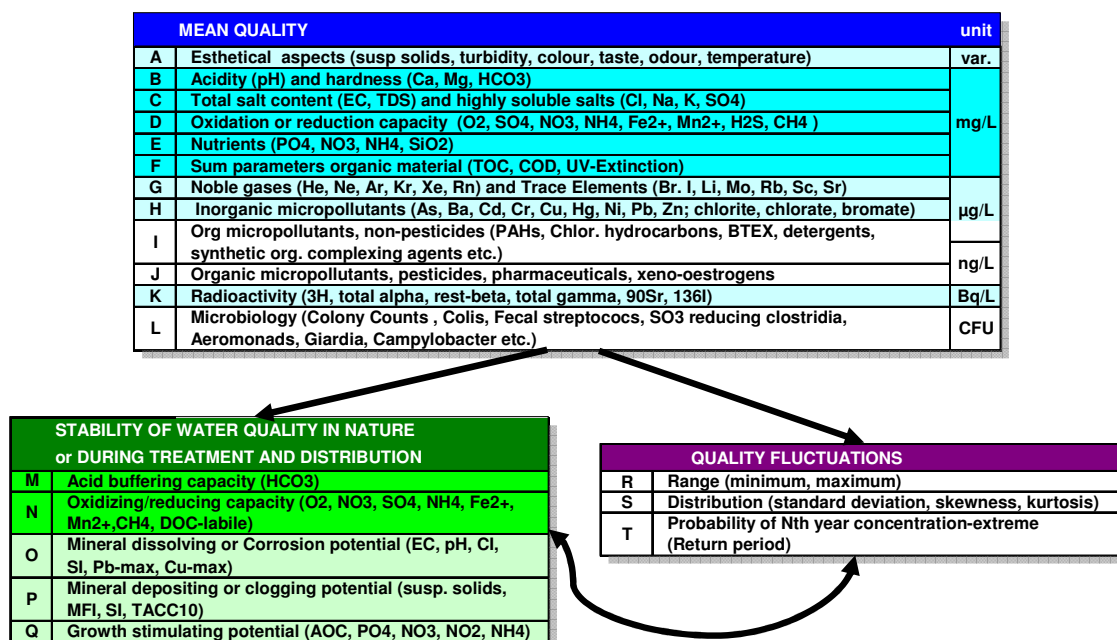 MEAN QUALITY unit
A Esthetical aspects (susp solids, turbidity, colour, taste, odour, temperature) var.
B Acidity (pH) and hardness (Ca, Mg, HCO3)
C Total salt content (EC, TDS) and highly soluble salts (Cl, Na, K, SO4)
D Oxidation or reduction capacity (O2, SO4, NO3, NH4, Fe2+, Mn2+, H2S, CH4 ) mg/L
E Nutrients (PO4, NO3, NH4, SiO2)
F Sum parameters organic material (TOC, COD, UV-Extinction)
G Noble gases (He, Ne, Ar, Kr, Xe, Rn) and Trace Elements (Br. I, Li, Mo, Rb, Sc, Sr)
H Inorganic micropollutants (As, Ba, Cd, Cr, Cu, Hg, Ni, Pb, Zn; chlorite, chlorate, bromate) µg/L
I Org micropollutants, non-pesticides (PAHs, Chlor. hydrocarbons, BTEX, detergents,
synthetic org. complexing agents etc.)
ng/L
J Organic micropollutants, pesticides, pharmaceuticals, xeno-oestrogens
K Radioactivity (3H, total alpha, rest-beta, total gamma, 90Sr, 136I) Bq/L
L Microbiology (Colony Counts , Colis, Fecal streptococs, SO3 reducing clostridia,
Aeromonads, Giardia, Campylobacter etc.) CFU
STABILITY OF WATER QUALITY IN NATURE
or DURING TREATMENT AND DISTRIBUTION
M Acid buffering capacity (HCO3)
N Oxidizing/reducing capacity (O2, NO3, SO4, NH4, Fe2+,
Mn2+,CH4, DOC-labile)
O Mineral dissolving or Corrosion potential (EC, pH, Cl,
SI, Pb-max, Cu-max)
P Mineral depositing or clogging potential (susp. solids,
MFI, SI, TACC10)
Q Growth stimulating potential (AOC, PO4, NO3, NO2, NH4)
QUALITY FLUCTUATIONS
R Range (minimum, maximum)
S Distribution (standard deviation, skewness, kurtosis)
T Probability of Nth year concentration-extreme
(Return period)